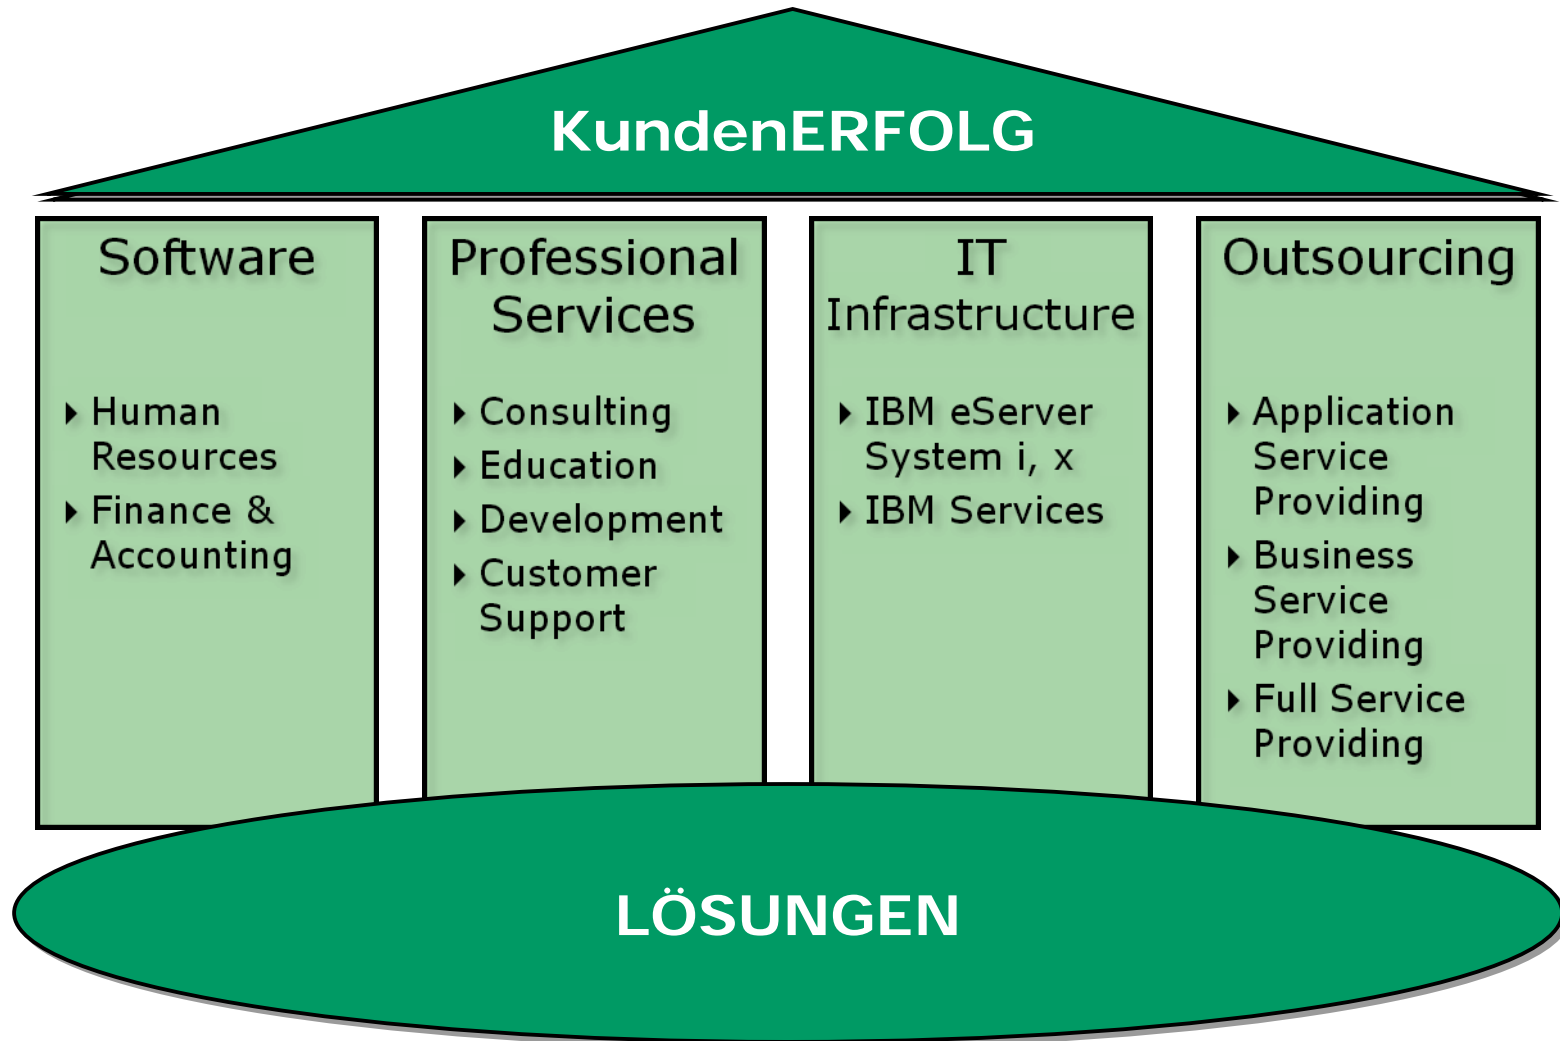 KundenERFOLG
Software
Human
Resources
Finance &
Accounting
Professional
Services
Consulting
Education
Development
Customer
Support
IT
Infrastructure
IBM eServer
System i, x
IBM Services
Outsourcing
Application
Service
Providing
Business
Service
Providing
Full Service
Providing
LÖSUNGEN